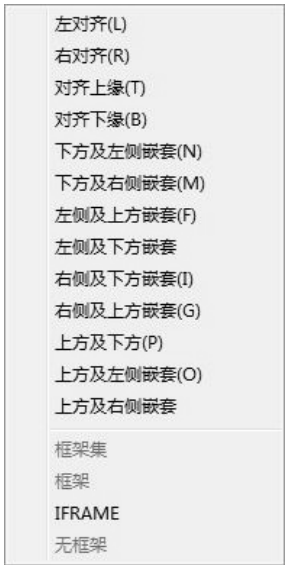 左对齐(L)
右对齐(R)
对齐上缘(T)
对齐下缘(B)
下方及左侧嵌套(N)
下方及右侧嵌套(M)
左侧及上方嵌套(F)
左侧及下方嵌套
右侧及下方嵌套(I)
右侧及上方嵌套(G)
上方及下方(P)
上方及左侧嵌套(O)
上方及右侧嵌套
框架集
框架
IFRAME
无框架